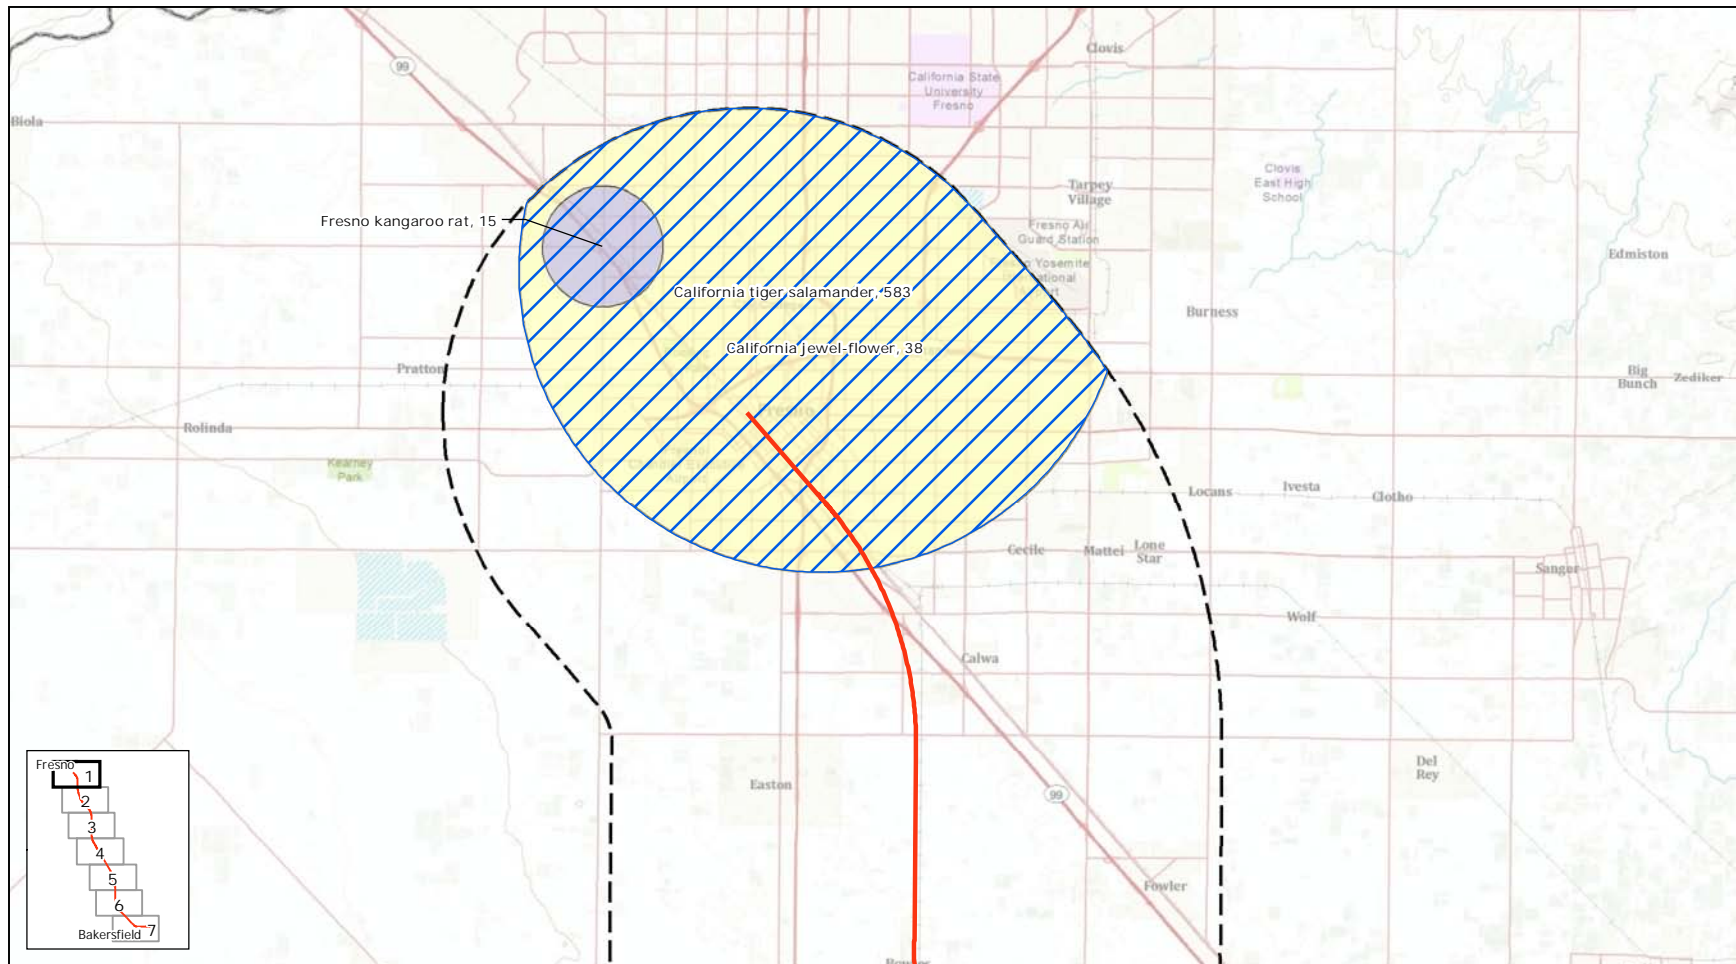 Clovis
99
California State
University
Fresno
Biola
Clovis
East High
School
Tarpey
Village
Fresno kangaroo rat, 15
Fresno Air
Guard Station
Edmiston
Yosemite
California tiger salamander, 583
Burness
California jewel-flower, 38
Pratton
Big
Bunch
Zediker
Fresno
Rolinda
Kearney
Park
Locans
Ivesta
Clotho
Cecile
Mattei
Lone
Star
Sanger
Wolf
Calwa
Del
Rey
Easton
99
Fowler
Fresno
1
2
3
4
5
6
Bakersfield
7